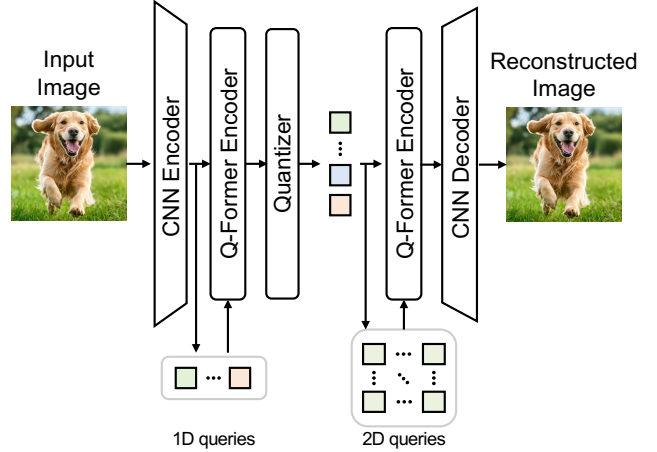 Input
Image
CNN Encoder
Q-Former Encoder
Quantizer
Q-Former Encoder
CNN Decoder
Reconstructed
Image
1D queries
2D queries